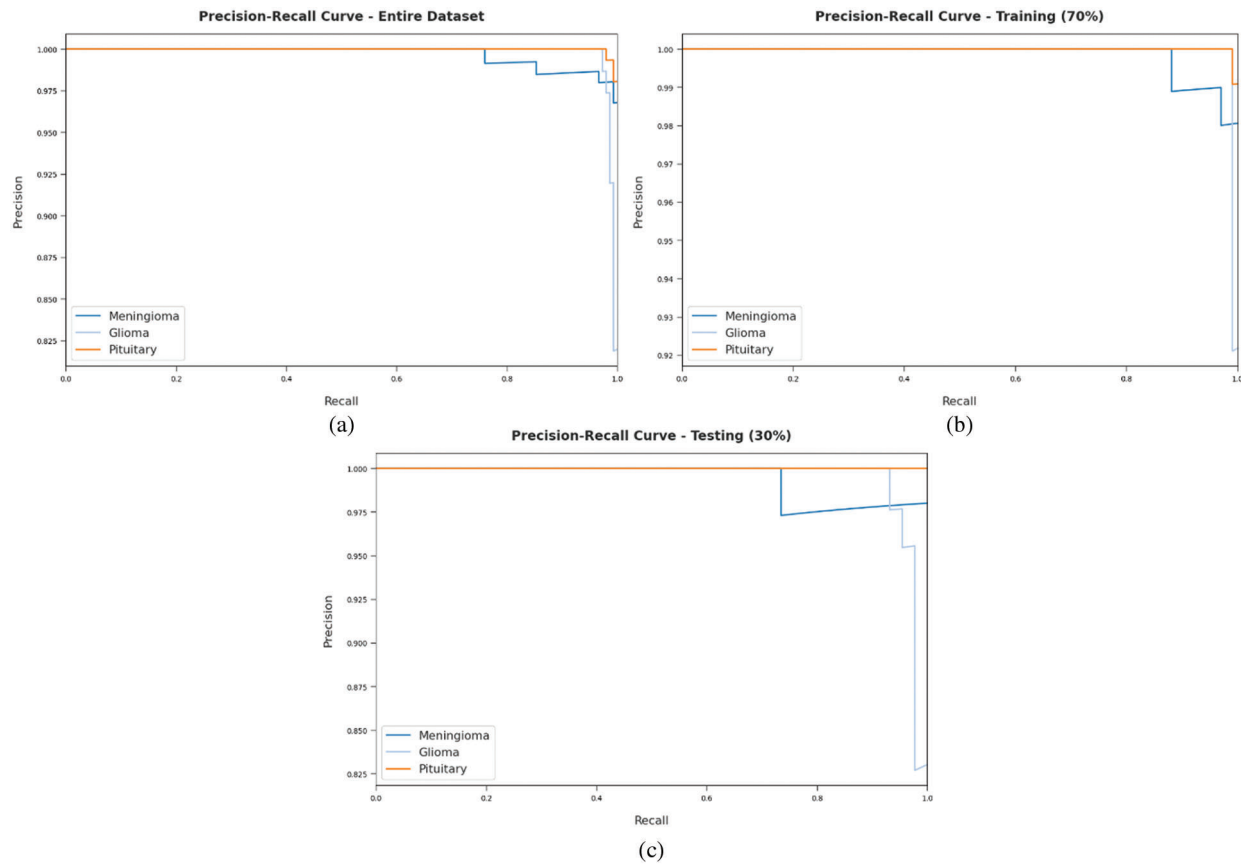 Precision-Recall Curve - Entire Dataset
1.000
0.975
0.950
0.925
0.900
0.875
0.850
0.825
Precision
Meningioma
Glioma
Pituitary
0.0 0.2 0.4 0.6 0.8 1.0
Recall
(a)
Precision-Recall Curve - Training (70%)
1.00
0.99
0.98
0.97
0.96
0.95
0.94
0.93
0.92
Precision
Meningioma
Glioma
Pituitary
0.0 0.2 0.4 0.6 0.8 1.0
Recall
(b)
Precision-Recall Curve - Testing (30%)
1.000
0.975
0.950
0.925
0.900
0.875
0.850
0.825
Precision
Meningioma
Glioma
Pituitary
0.0 0.2 0.4 0.6 0.8 1.0
Recall
(c)